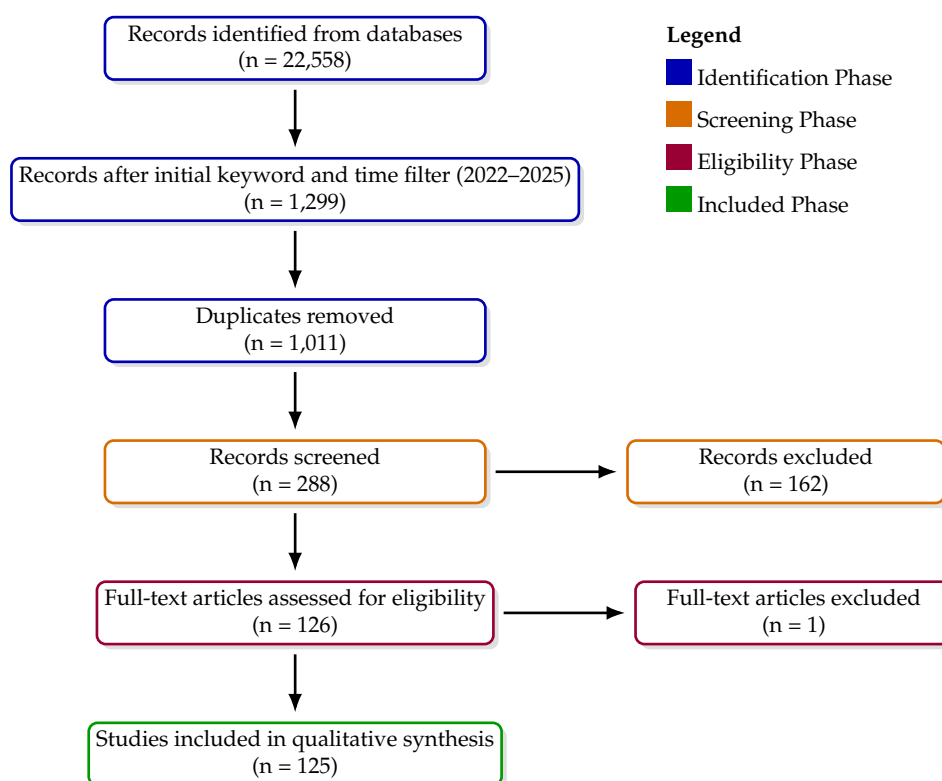 Records identified from databases
(n = 22,558)
Legend
Identification Phase
Screening Phase
Eligibility Phase
Included Phase
Records after initial keyword and time filter (2022–2025)
(n = 1,299)
Duplicates removed
(n = 1,011)
Records screened
(n = 288)
Records excluded
(n = 162)
Full-text articles assessed for eligibility
(n = 126)
Full-text articles excluded
(n = 1)
Studies included in qualitative synthesis
(n = 125)